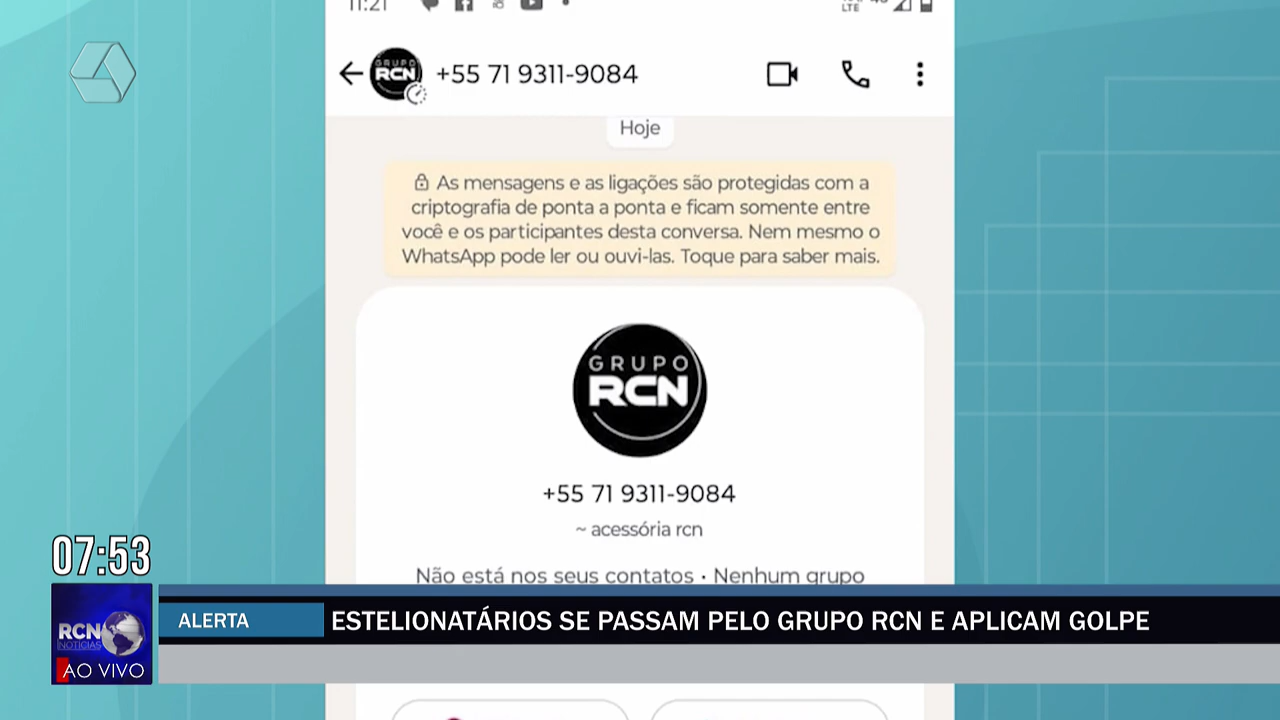 11:21
LTE
GRUPO
RCN
+55 71 9311-9084
Hoje
As mensagens e as ligações são protegidas com a
criptografia de ponta a ponta e ficam somente entre
você e os participantes desta conversa. Nem mesmo o
WhatsApp pode ler ou ouvi-las. Toque para saber mais.
GRUPO
RCN
+55 71 9311-9084
~ acessória rcn
Não está nos seus contatos • Nenhum grupo
07:53
RCN
NOTÍCIAS
AO VIVO
ALERTA
ESTELIONATÁRIOS SE PASSAM PELO GRUPO RCN E APLICAM GOLPE